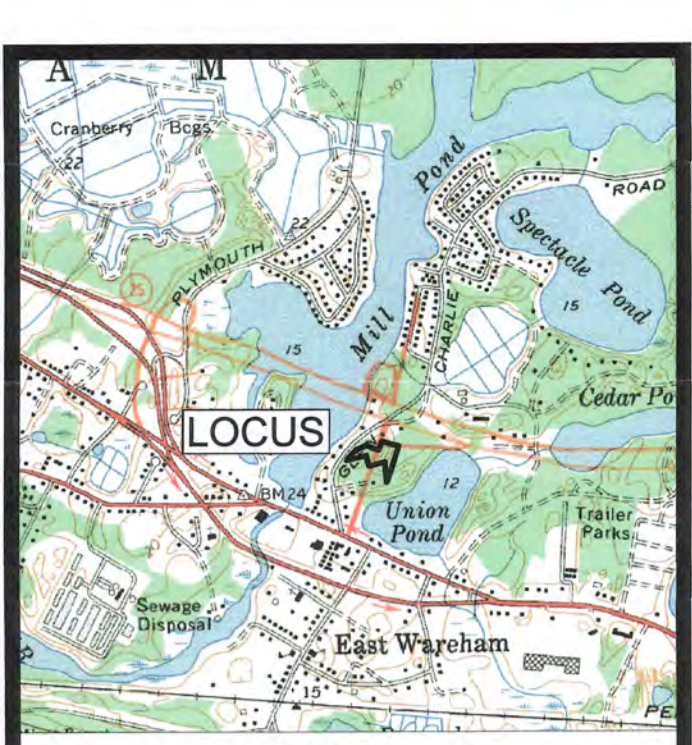 A M
Cranberry Bogs
22
20
22
PLYMOUTH
25
Mill Pond
15
CHARLIE
ROAD
Spectacle Pond
15
Cedar Po
LOCUS
BM24
12
Union
Pond
Trailer
Parks
Sewage
Disposal
East Wareham
R
15
PE